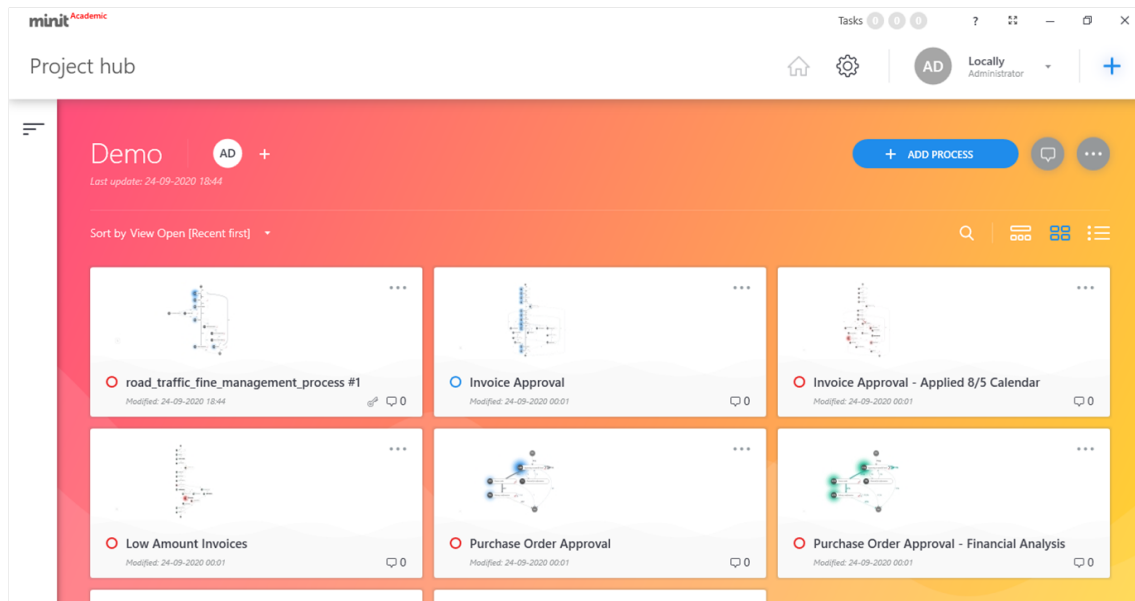 minit Academic
Tasks 0 0 0 ?
Project hub
AD Locally
Administrator
Demo AD +
+ ADD PROCESS
Last update: 24-09-2020 18:44
Sort by View Open [Recent first]
road_traffic_fine_management_process #1
Modified: 24-09-2020 18:44 0
Invoice Approval
Modified: 24-09-2020 00:01 0
Invoice Approval - Applied 8/5 Calendar
Modified: 24-09-2020 00:01 0
Low Amount Invoices
Modified: 24-09-2020 00:01 0
Purchase Order Approval
Modified: 24-09-2020 00:01 0
Purchase Order Approval - Financial Analysis
Modified: 24-09-2020 00:01 0